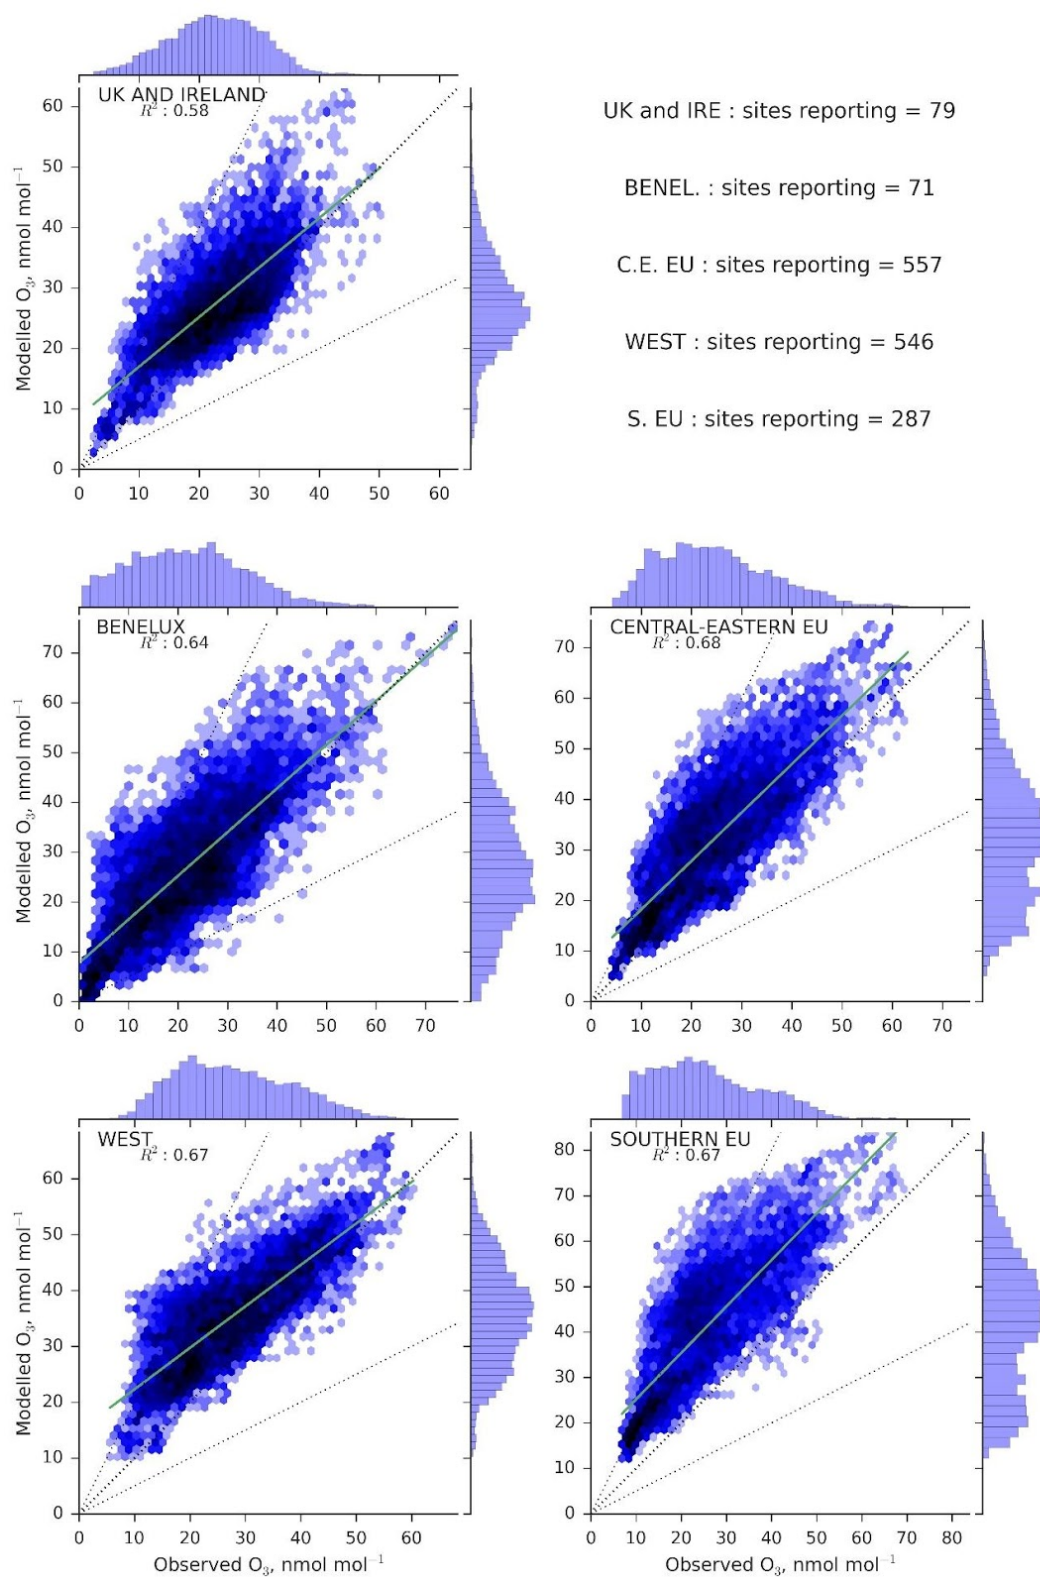 UK AND IRELAND
R² : 0.58
60
50
40
30
20
10
0
Modelled O₃, nmol mol⁻¹
0 10 20 30 40 50 60
UK and IRE : sites reporting = 79
BENEL. : sites reporting = 71
C.E. EU : sites reporting = 557
WEST : sites reporting = 546
S. EU : sites reporting = 287
BENELUX
R² : 0.64
70
60
50
40
30
20
10
0
Modelled O₃, nmol mol⁻¹
0 10 20 30 40 50 60 70
CENTRAL-EASTERN EU
R² : 0.68
70
60
50
40
30
20
10
0
0 10 20 30 40 50 60 70
WEST
R² : 0.67
60
50
40
30
20
10
0
Modelled O₃, nmol mol⁻¹
0 10 20 30 40 50 60
Observed O₃, nmol mol⁻¹
SOUTHERN EU
R² : 0.67
80
70
60
50
40
30
20
10
0
0 10 20 30 40 50 60 70 80
Observed O₃, nmol mol⁻¹